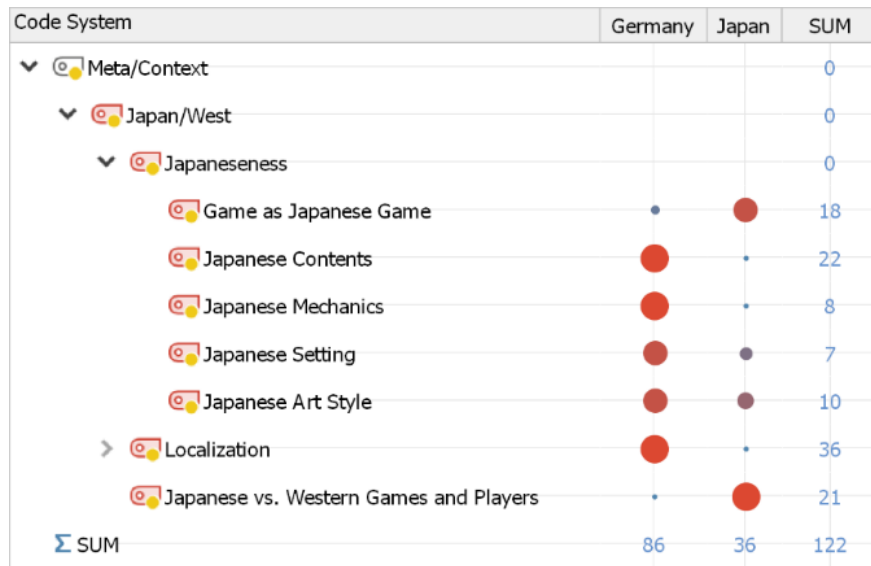 Code System Germany Japan SUM
Meta/Context 0
Japan/West 0
Japaneseness 0
Game as Japanese Game 18
Japanese Contents 22
Japanese Mechanics 8
Japanese Setting 7
Japanese Art Style 10
Localization 36
Japanese vs. Western Games and Players 21
Σ SUM 86 36 122